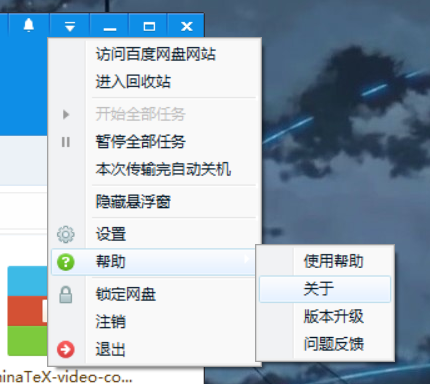 访问百度网盘网站
进入回收站
开始全部任务
暂停全部任务
本次传输完自动关机
隐藏悬浮窗
设置
帮助
使用帮助
关于
版本升级
问题反馈
锁定网盘
注销
退出
inaTeX-video-co...